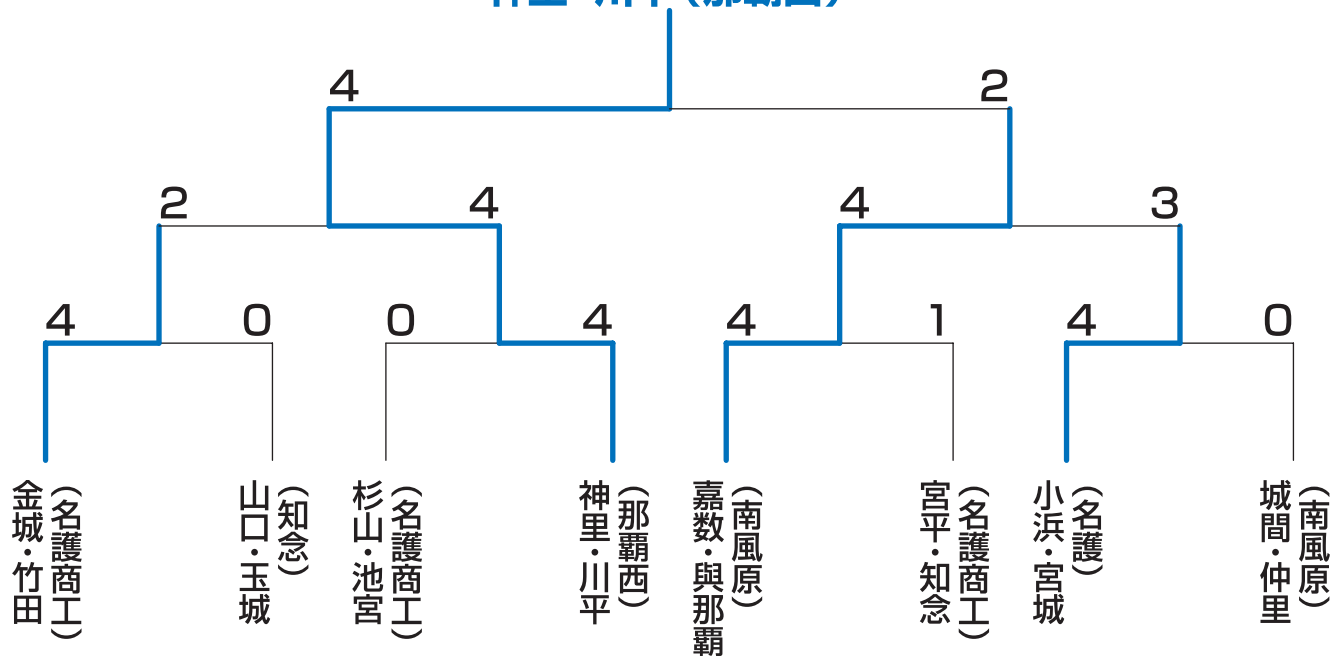 4 2
2 4 4 3
4 0 0 4 4 1 4 0
金城・竹田
（名護商工）
山口・玉城
（知念）
杉山・池宮
（名護商工）
神里・川平
（那覇西）
嘉数・與那覇
（南風原）
宮平・知念
（名護商工）
小浜・宮城
（名護）
城間・仲里
（南風原）